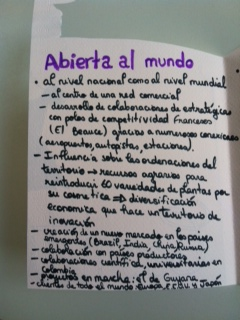 Abierta al mundo
• al nivel nacional como al nivel mundial
– al centro de una red comercial
– desarrollo de colaboraciones de estratégicas
con polos de competitividad Franceses
(El Beauce) gracias a numerosas conexiones
(aeropuertos, autopistas, estaciones).
– Influencia sobre las ordenaciones del
territorio → recursos agrarios para
reintroducir 60 variedades de plantas por
su cosmetica ⇒ diversificación
economica que hace un territorio de
inovación
– creación de un nuevo mercado en los países
emergentes (Brazil, India, China, Rusia)
– colaboración con países productores
– colaboraciones científicas universitarias en
Colombia
– proyectos en marcha: el de Guyana
– clientes de todo el mundo Europa, EEUU y Japón